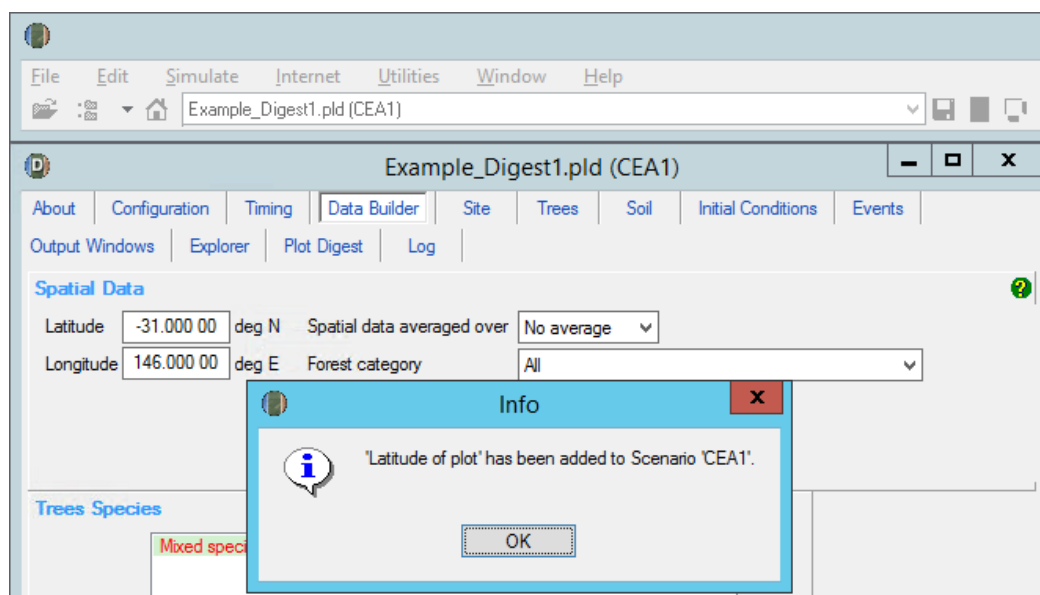 File Edit Simulate Internet Utilities Window Help
Example_Digest1.pld (CEA1)
D Example_Digest1.pld (CEA1)
About Configuration Timing Data Builder Site Trees Soil Initial Conditions Events
Output Windows Explorer Plot Digest Log
Spatial Data ?
Latitude -31.000 00 deg N Spatial data averaged over No average
Longitude 146.000 00 deg E Forest category All
Info x
'Latitude of plot' has been added to Scenario 'CEA1'.
OK
Trees Species
Mixed speci